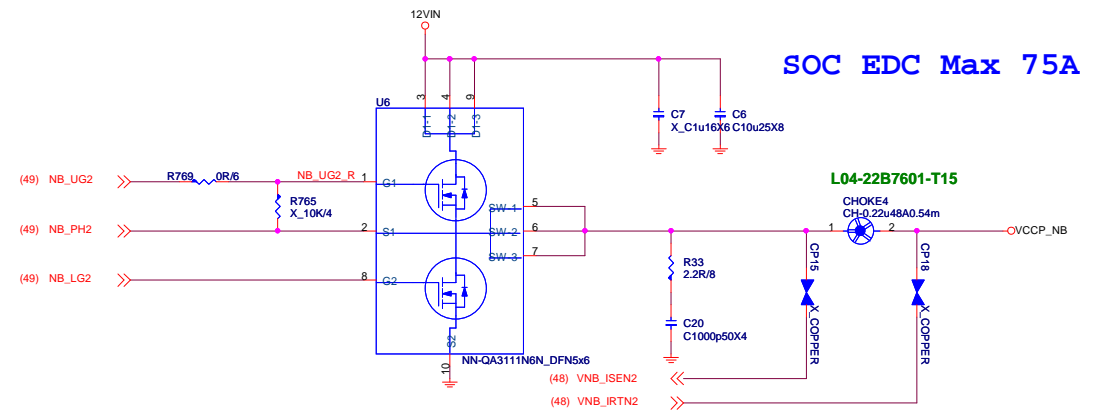 12VIN
SOC EDC Max 75A
U6
3
4
9
D1-1
D1-2
D1-3
C7
X_C1u16X6
C6
C10u25X8
(49) NB_UG2
R769
0R/6
NB_UG2_R
1
G1
R765
X_10K/4
L04-22B7601-T15
CHOKE4
CH-0.22u48A0.54m
SW-1
5
(49) NB_PH2
2
S1
SW-2
6
1
2
VCCP_NB
SW-3
7
(49) NB_LG2
8
G2
R33
2.2R/8
CP15
X_COPPER
CP18
X_COPPER
C20
C1000p50X4
S2
10
NN-QA3111N6N_DFN5x6
(48) VNB_ISEN2
(48) VNB_IRTN2